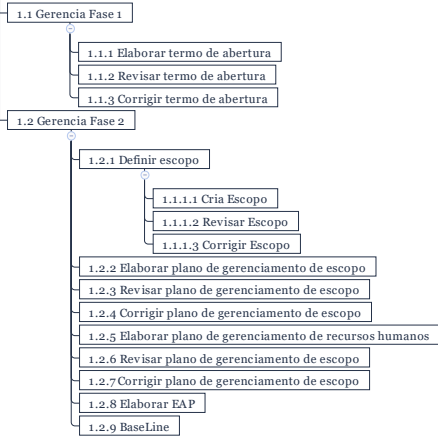 1.1 Gerencia Fase 1
1.1.1 Elaborar termo de abertura
1.1.2 Revisar termo de abertura
1.1.3 Corrigir termo de abertura
1.2 Gerencia Fase 2
1.2.1 Definir escopo
1.1.1.1 Cria Escopo
1.1.1.2 Revisar Escopo
1.1.1.3 Corrigir Escopo
1.2.2 Elaborar plano de gerenciamento de escopo
1.2.3 Revisar plano de gerenciamento de escopo
1.2.4 Corrigir plano de gerenciamento de escopo
1.2.5 Elaborar plano de gerenciamento de recursos humanos
1.2.6 Revisar plano de gerenciamento de escopo
1.2.7 Corrigir plano de gerenciamento de escopo
1.2.8 Elaborar EAP
1.2.9 BaseLine